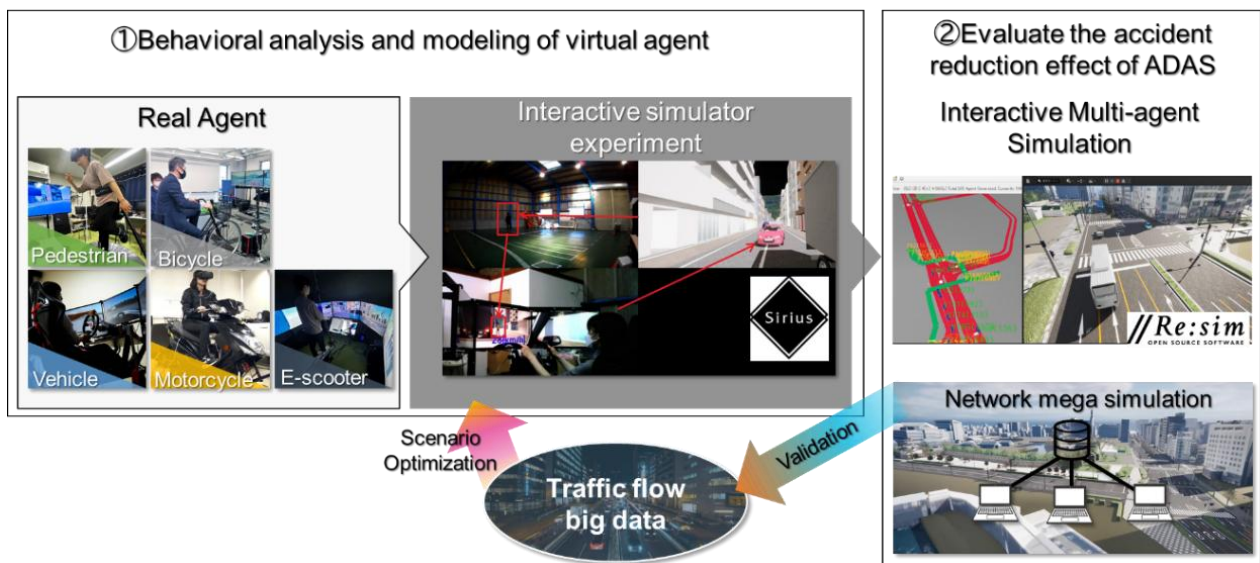 ①Behavioral analysis and modeling of virtual agent
Real Agent
Pedestrian
Bicycle
Vehicle
Motorcycle
E-scooter
Interactive simulator
experiment
Sirius
②Evaluate the accident
reduction effect of ADAS
Interactive Multi-agent
Simulation
//Re:sim
OPEN SOURCE SOFTWARE
Network mega simulation
Scenario
Optimization
Validation
Traffic flow
big data